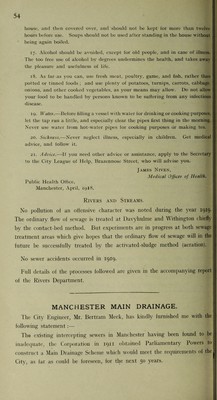 54
house, and then covered over, and should not be kept for more than twelve
hours before use. Soups should not be used after standing in the house without
being again boiled.
17. Alcohol should be avoided, except for old people, and in case of illness.
The too free use of alcohol by degrees undermines the health, and takes away
the pleasure and usefulness of life.
18. As far as you can, use fresh meat, poultry, game, and fish, rather than
potted or tinned foods; and use plenty of potatoes, turnips, carrots, cabbage,
onions, and other cooked vegetables, as your means may allow. Do not allow
your food to be handled by persons known to be suffering from any infectious
disease.
19. Water.—Before filling a vessel with water for drinking or cooking purposes,
let the tap run a little, and especially clear the pipes first thing in the morning.
Never use water from hot-water pipes for cooking purposes or making tea.
20. Sickness.—Never neglect illness, especially in children. Get medical
advice, and follow it.
21. Advice.—If you need other advice or assistance, apply to the Secretary
to the City League of Help, Brazennose Street, who will advise you.
James Niven,
Medical Officer of Health.
Public Health Office,
Manchester, April, 1918.
Rivers and Streams.
No pollution of an offensive character was noted during the year 1919.
The ordinary flow of sewage is treated at Davyhulme and Withington chiefly
by the contact-bed method. But experiments are in progress at both sewage
treatment areas which give hopes that the ordinary flow of sewage will in the
future be successfully treated by the activated-sludge method (aeration).
No sewer accidents occurred in 1919.
Full details of the processes followed are given in the accompanying report
of the Rivers Department.
MANCHESTER MAIN DRAINAGE.
The City Engineer, Mr. Bertram Meek, has kindly furnished me with the
following statement:—
The existing intercepting sewers in Manchester having been found to be
inadequate, the Corporation in 1911 obtained Parliamentary Powers to
construct a Main Drainage Scheme which would meet the requirements of the
City, as far as could be foreseen, for the next 50 years.